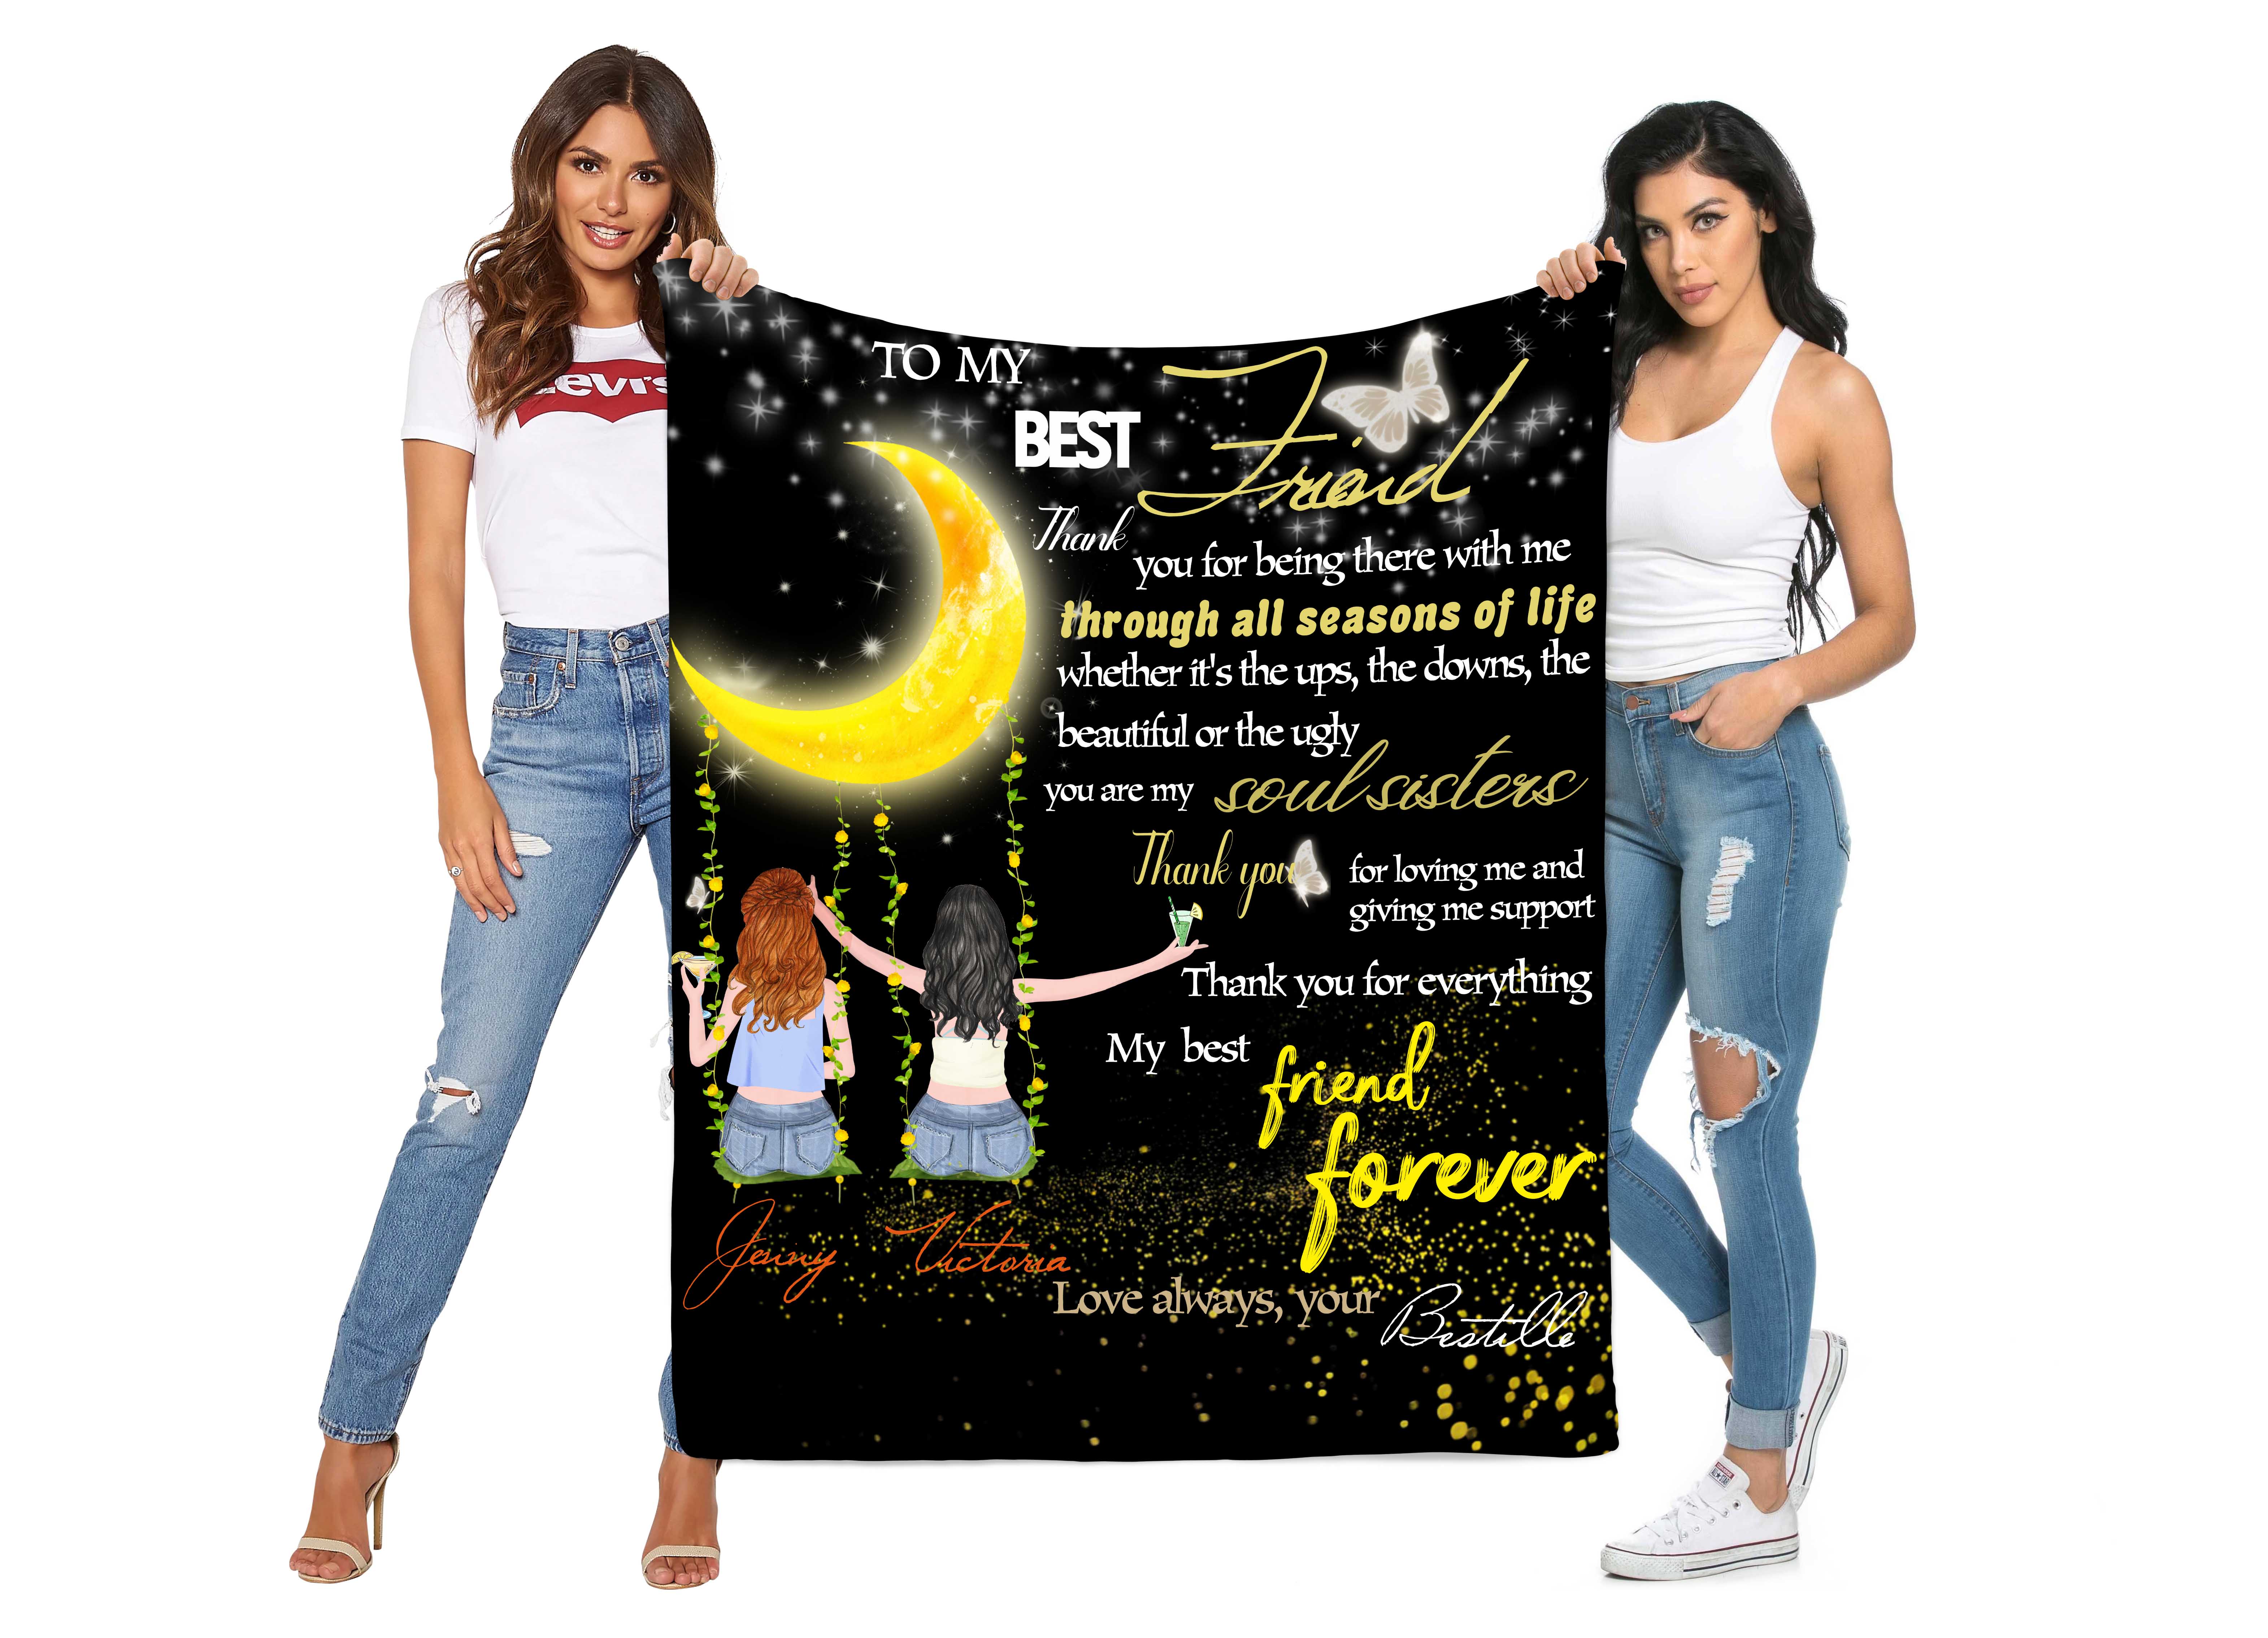 Levi's
TO MY
BEST Friend
Thank you for being there with me
through all seasons of life
whether it's the ups, the downs, the
beautiful or the ugly
you are my soul sisters
Thank you for loving me and
giving me support
Thank you for everything
My best friend
forever
Jenny Victoria
Love always, your Bestille